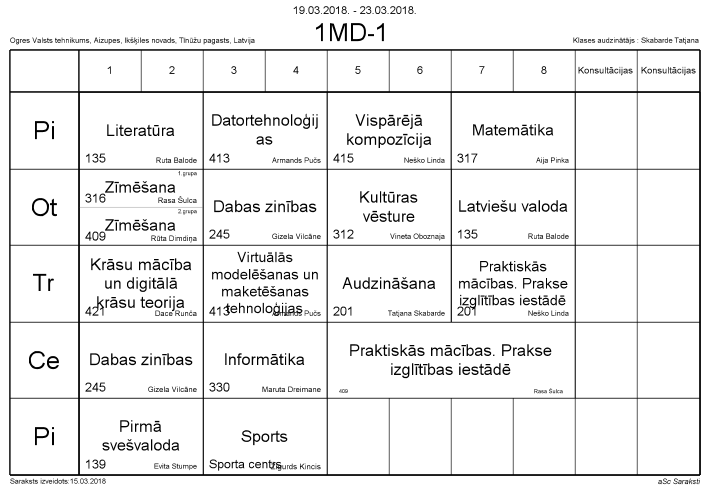 19.03.2018. - 23.03.2018.
1MD-1
Ogres Valsts tehnikums, Aizupes, Ikšķiles novads, Tīnūžu pagasts, Latvija
Klases audzinātājs : Skabarde Tatjana
1 2 3 4 5 6 7 8 Konsultācijas Konsultācijas
Pi
Literatūra
135 Ruta Balode
Datortehnoloģij
as
413 Armands Pučs
Vispārējā
kompozīcija
415 Neško Linda
Matemātika
317 Aija Pinka
Ot
1.grupa
Zīmēšana
316 Rasa Šulca
2.grupa
Zīmēšana
409 Rūta Dimdiņa
Dabas zinības
245 Gizela Vilcāne
Kultūras
vēsture
312 Vineta Oboznaja
Latviešu valoda
135 Ruta Balode
Tr
Krāsu mācība
un digitālā
krāsu teorija
421 Dace Runča
Virtuālās
modelēšanas un
maketēšanas
tehnoloģijas
413 Armands Pučs
Audzināšana
201 Tatjana Skabarde
Praktiskās
mācības. Prakse
izglītības iestādē
201 Neško Linda
Ce
Dabas zinības
245 Gizela Vilcāne
Informātika
330 Maruta Dreimane
Praktiskās mācības. Prakse
izglītības iestādē
409 Rasa Šulca
Pi
Pirmā
svešvaloda
139 Evita Stumpe
Sports
Sporta centrs Zigurds Kincis
Saraksts izveidots:15.03.2018
aSc Saraksti